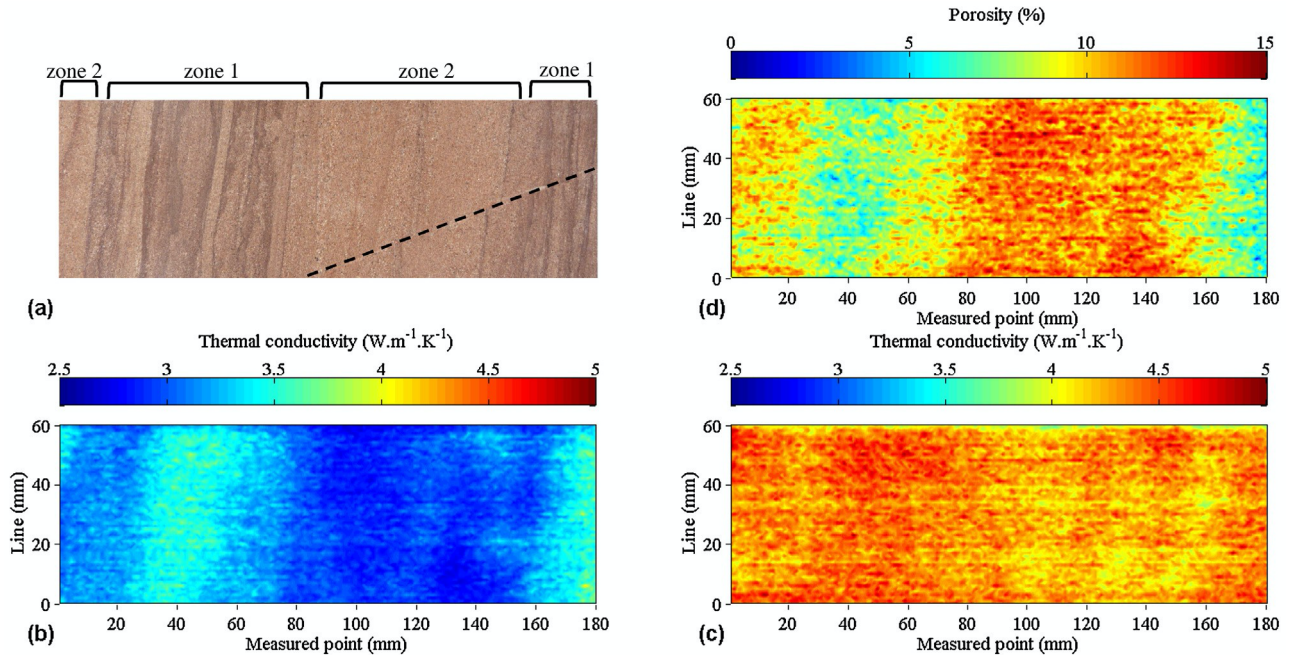 zone 2 zone 1 zone 2 zone 1
(a)
Porosity (%)
0 5 10 15
60
40
20
0
Line (mm)
20 40 60 80 100 120 140 160 180
Measured point (mm)
(d)
Thermal conductivity (W.m-1.K-1)
2.5 3 3.5 4 4.5 5
60
40
20
0
Line (mm)
20 40 60 80 100 120 140 160 180
Measured point (mm)
(b)
Thermal conductivity (W.m-1.K-1)
2.5 3 3.5 4 4.5 5
60
40
20
0
Line (mm)
20 40 60 80 100 120 140 160 180
Measured point (mm)
(c)